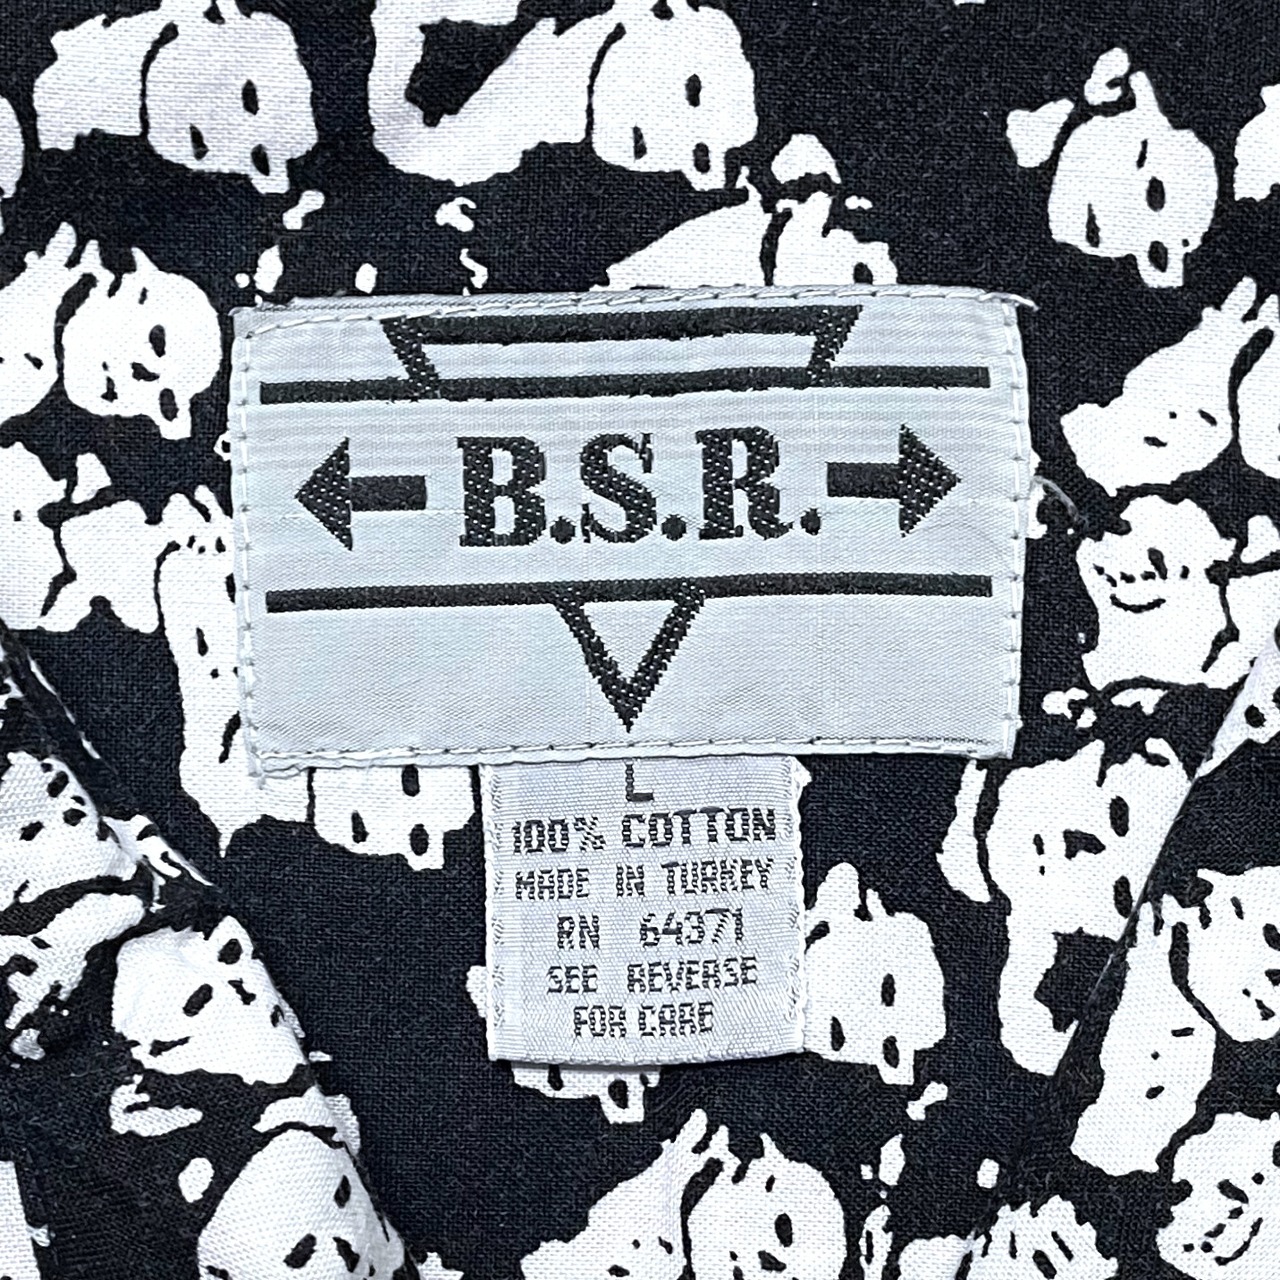 B.S.R.
L
100% COTTON
MADE IN TURKEY
RN 64371
SEE REVERSE
FOR CARE